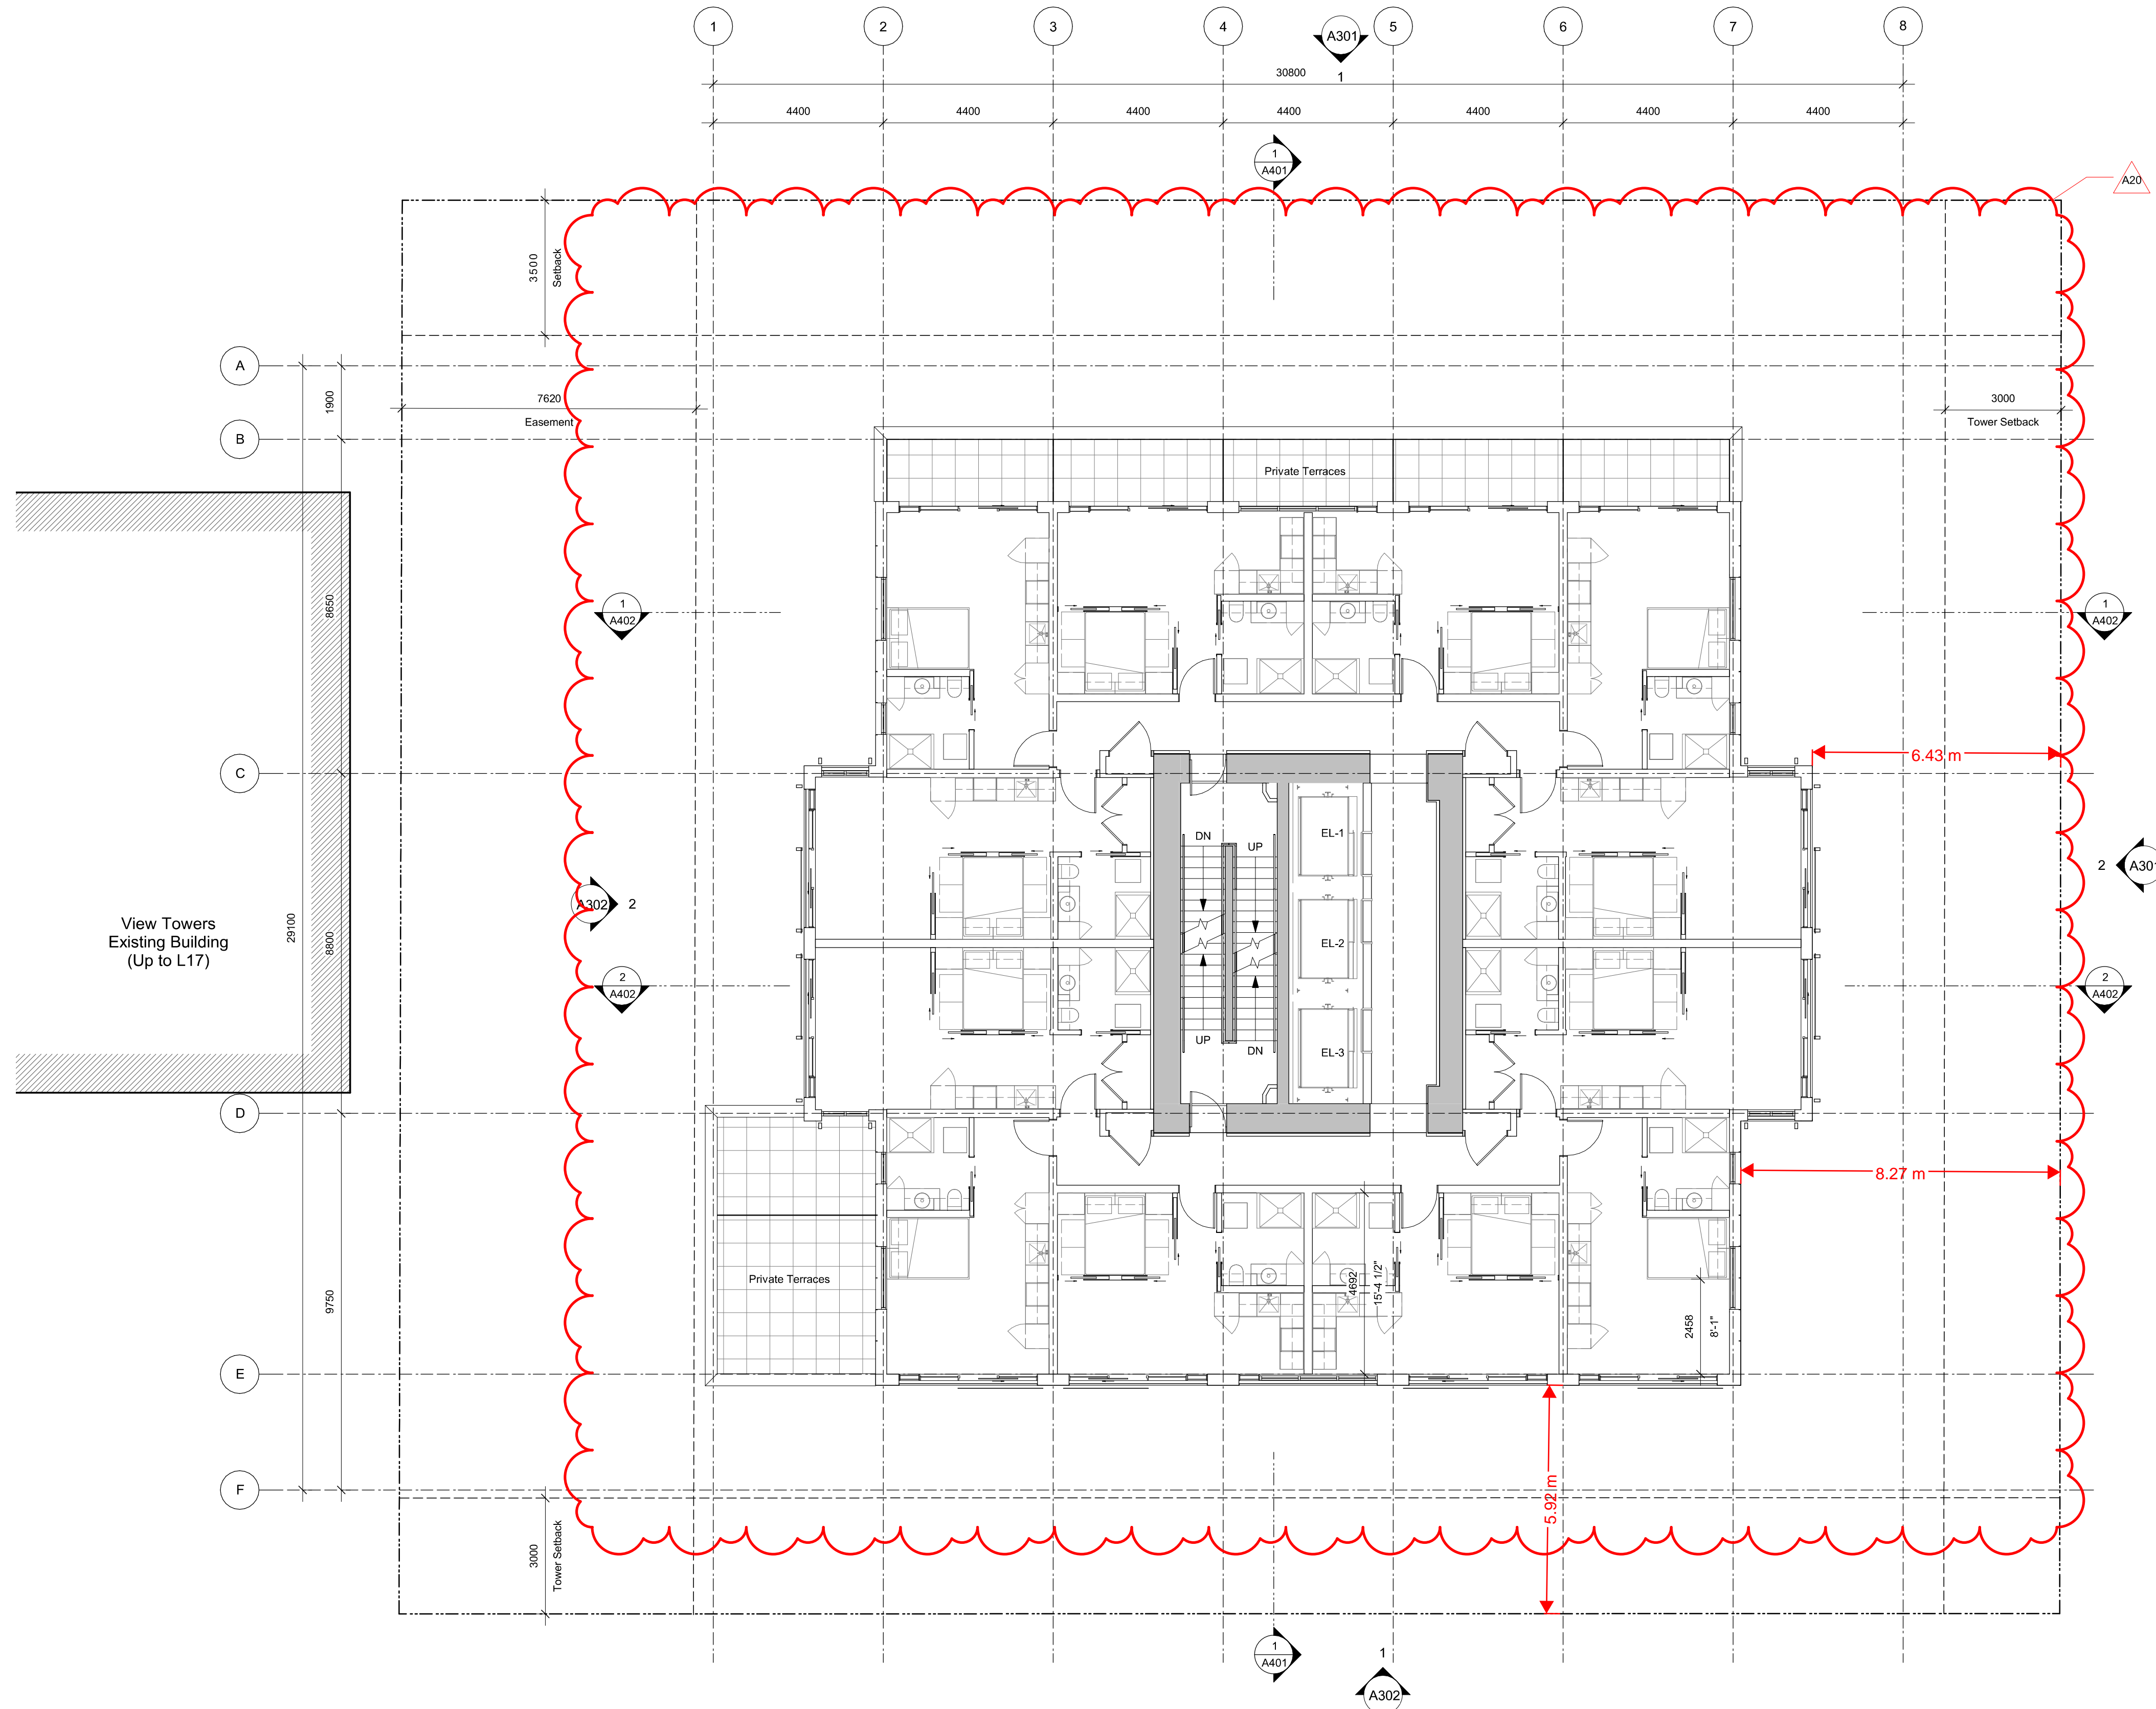 1
2
3
4
5
6
7
8
A301
1
30800
4400
4400
4400
4400
4400
4400
4400
1
A401
A20
3500
Setback
A
1900
7620
Easement
3000
Tower Setback
B
Private Terraces
8650
1
A402
1
A402
C
6.43 m
DN
UP
EL-1
View Towers
Existing Building
(Up to L17)
29100
8800
A302
2
EL-2
2
A301
2
A402
2
A402
UP
DN
EL-3
D
8.27 m
Private Terraces
4692
15'-4 1/2"
2458
8'-1"
9750
E
5.92 m
F
3000
Tower Setback
1
A401
1
A302